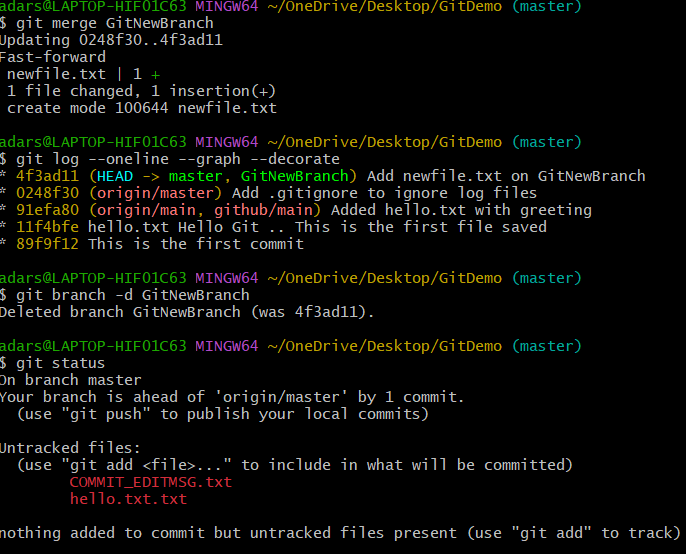 adars@LAPTOP-HIF01C63 MINGW64 ~/OneDrive/Desktop/GitDemo (master)
$ git merge GitNewBranch
Updating 0248f30..4f3ad11
Fast-forward
 newfile.txt | 1 +
 1 file changed, 1 insertion(+)
 create mode 100644 newfile.txt

adars@LAPTOP-HIF01C63 MINGW64 ~/OneDrive/Desktop/GitDemo (master)
$ git log --oneline --graph --decorate
* 4f3ad11 (HEAD -> master, GitNewBranch) Add newfile.txt on GitNewBranch
* 0248f30 (origin/master) Add .gitignore to ignore log files
* 91efa80 (origin/main, github/main) Added hello.txt with greeting
* 11f4bfe hello.txt Hello Git .. This is the first file saved
* 89f9f12 This is the first commit

adars@LAPTOP-HIF01C63 MINGW64 ~/OneDrive/Desktop/GitDemo (master)
$ git branch -d GitNewBranch
Deleted branch GitNewBranch (was 4f3ad11).

adars@LAPTOP-HIF01C63 MINGW64 ~/OneDrive/Desktop/GitDemo (master)
$ git status
On branch master
Your branch is ahead of 'origin/master' by 1 commit.
  (use "git push" to publish your local commits)

Untracked files:
  (use "git add <file>..." to include in what will be committed)
        COMMIT_EDITMSG.txt
        hello.txt.txt

nothing added to commit but untracked files present (use "git add" to track)